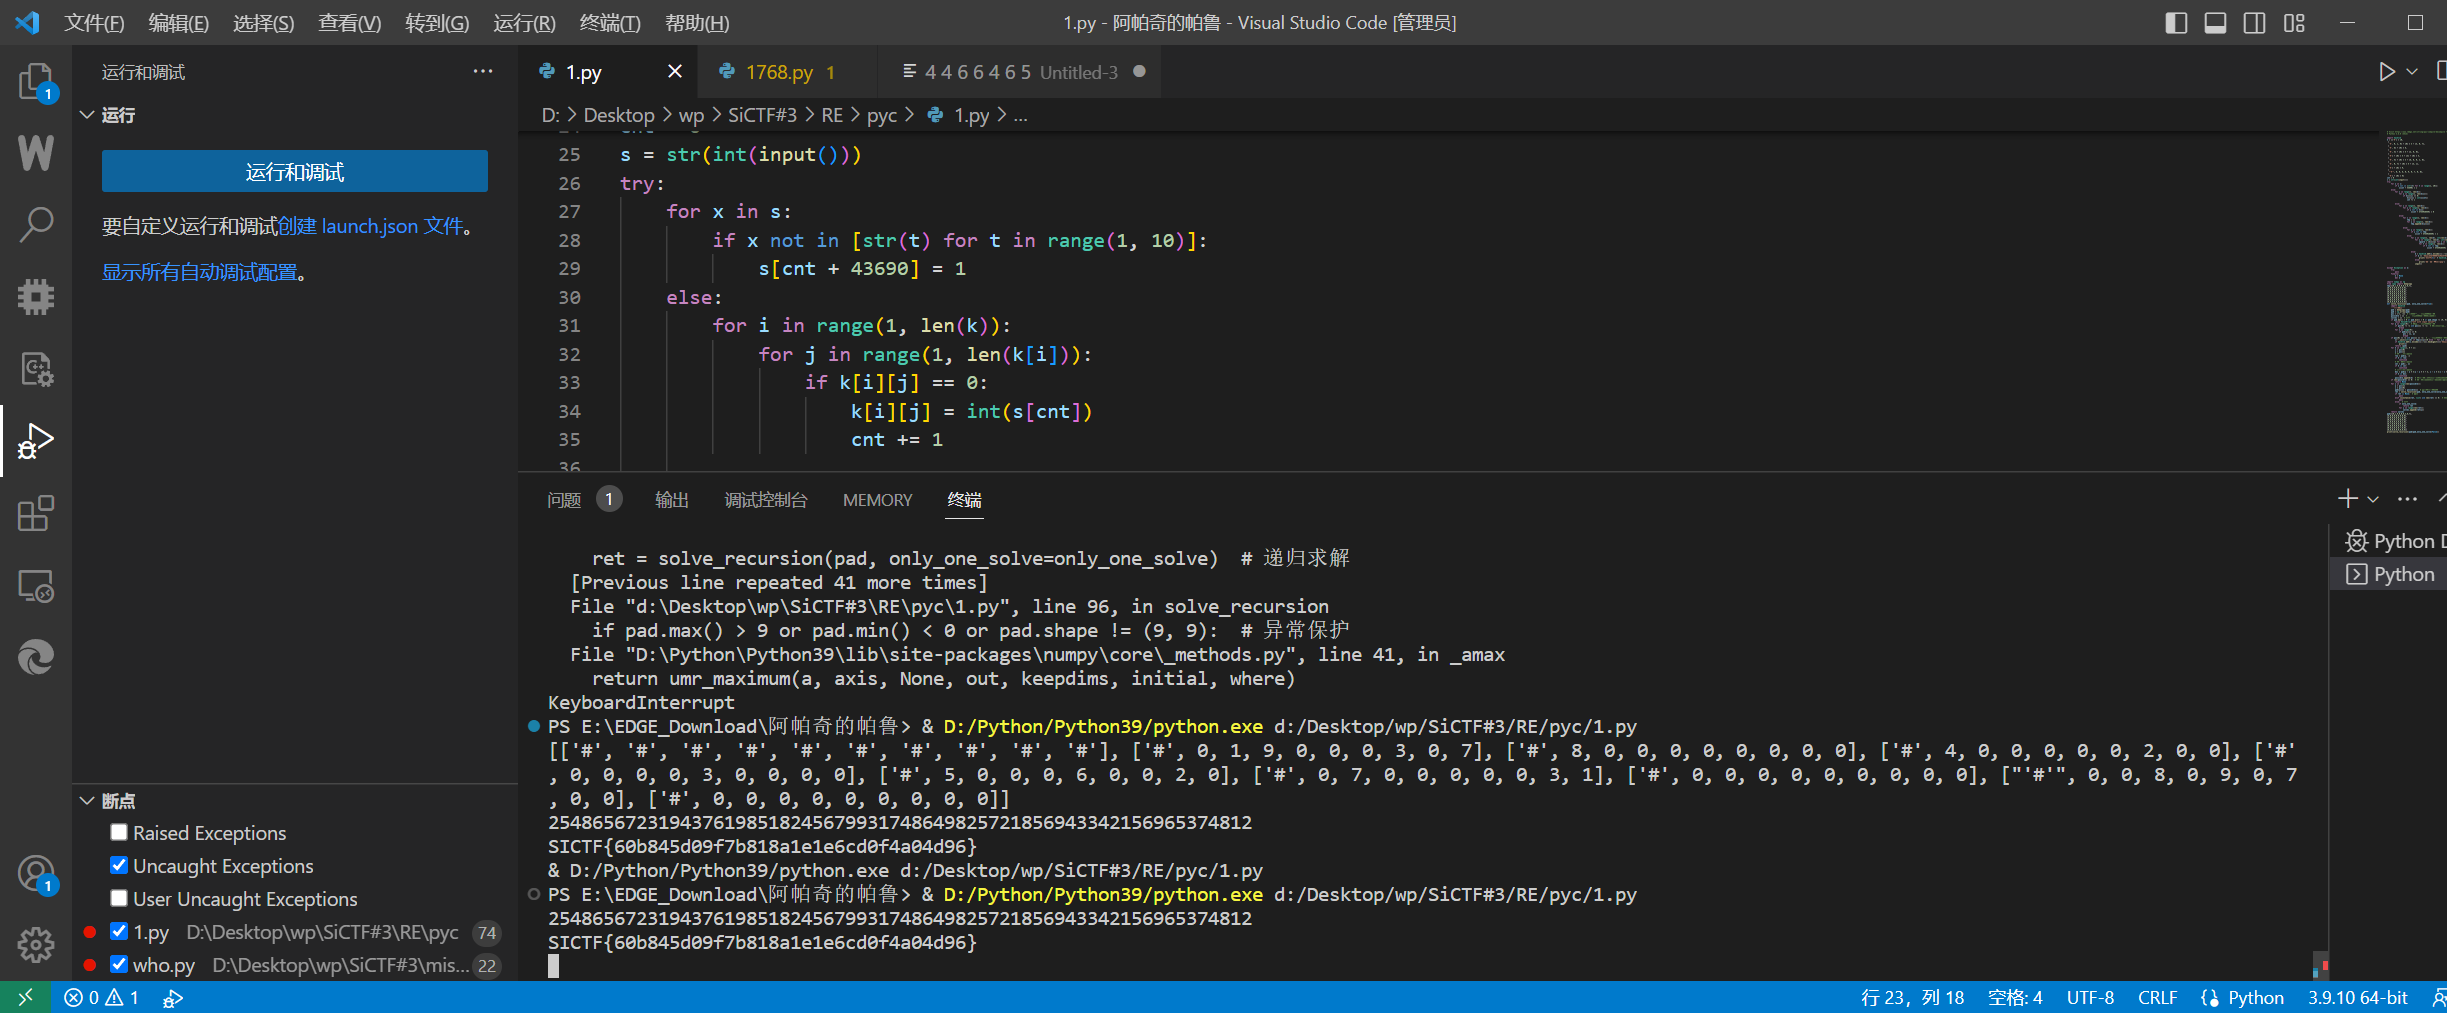 文件(F) 编辑(E) 选择(S) 查看(V) 转到(G) 运行(R) 终端(T) 帮助(H) 1.py - 阿帕奇的帕鲁 - Visual Studio Code [管理员]
运行和调试 ···
运行
运行和调试
要自定义运行和调试创建 launch.json 文件。
显示所有自动调试配置。
断点
Raised Exceptions
Uncaught Exceptions
User Uncaught Exceptions
1.py D:\Desktop\wp\SiCTF#3\RE\pyc 74
who.py D:\Desktop\wp\SiCTF#3\mis... 22
1.py 1768.py 1 4 4 6 6 4 6 5 Untitled-3
D: > Desktop > wp > SiCTF#3 > RE > pyc > 1.py > ...
25 s = str(int(input()))
26 try:
27 for x in s:
28 if x not in [str(t) for t in range(1, 10)]:
29 s[cnt + 43690] = 1
30 else:
31 for i in range(1, len(k)):
32 for j in range(1, len(k[i])):
33 if k[i][j] == 0:
34 k[i][j] = int(s[cnt])
35 cnt += 1
36
问题 1 输出 调试控制台 MEMORY 终端
ret = solve_recursion(pad, only_one_solve=only_one_solve)  # 递归求解
[Previous line repeated 41 more times]
File "d:\Desktop\wp\SiCTF#3\RE\pyc\1.py", line 96, in solve_recursion
if pad.max() > 9 or pad.min() < 0 or pad.shape != (9, 9):  # 异常保护
File "D:\Python\Python39\lib\site-packages\numpy\core\_methods.py", line 41, in _amax
return umr_maximum(a, axis, None, out, keepdims, initial, where)
KeyboardInterrupt
PS E:\EDGE_Download\阿帕奇的帕鲁> & D:/Python/Python39/python.exe d:/Desktop/wp/SiCTF#3/RE/pyc/1.py
[['#', '#', '#', '#', '#', '#', '#', '#', '#', '#'], ['#', 0, 1, 9, 0, 0, 0, 3, 0, 7], ['#', 8, 0, 0, 0, 0, 0, 0, 0, 0], ['#', 4, 0, 0, 0, 0, 0, 2, 0, 0], ['#'
, 0, 0, 0, 0, 3, 0, 0, 0, 0], ['#', 5, 0, 0, 0, 6, 0, 0, 2, 0], ['#', 0, 7, 0, 0, 0, 0, 0, 3, 1], ['#', 0, 0, 0, 0, 0, 0, 0, 0, 0], ["'#'", 0, 0, 8, 0, 9, 0, 7
, 0, 0], ['#', 0, 0, 0, 0, 0, 0, 0, 0, 0]]
2548656723194376198518245679931748649825721856943342156965374812
SICTF{60b845d09f7b818a1e1e6cd0f4a04d96}
& D:/Python/Python39/python.exe d:/Desktop/wp/SiCTF#3/RE/pyc/1.py
PS E:\EDGE_Download\阿帕奇的帕鲁> & D:/Python/Python39/python.exe d:/Desktop/wp/SiCTF#3/RE/pyc/1.py
2548656723194376198518245679931748649825721856943342156965374812
SICTF{60b845d09f7b818a1e1e6cd0f4a04d96}
Python D
Python
0 1 行 23，列 18 空格: 4 UTF-8 CRLF Python 3.9.10 64-bit